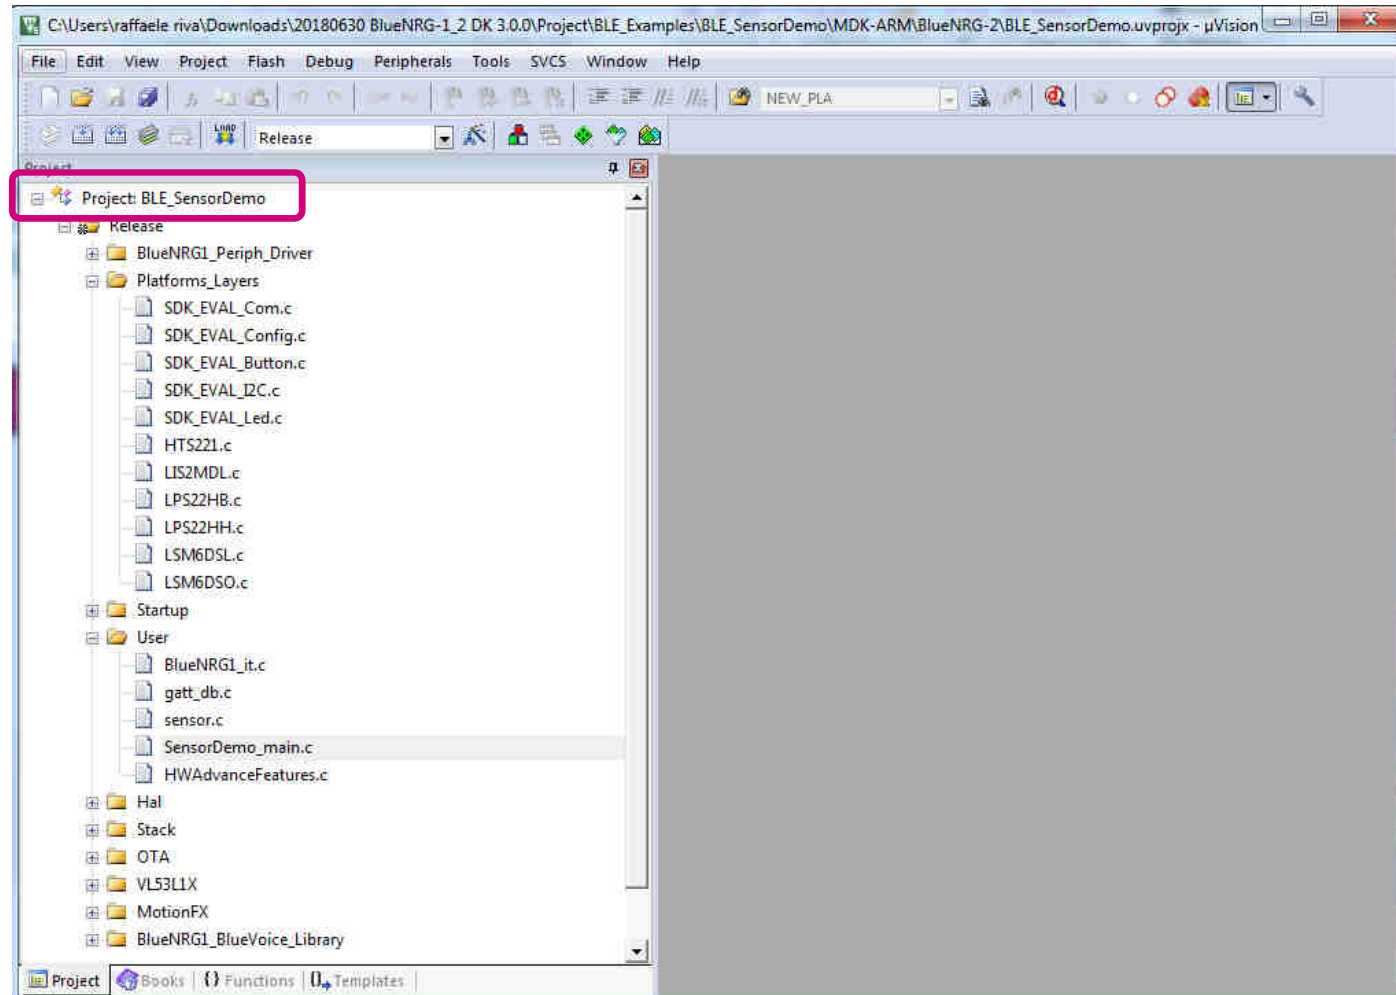 C:\Users\raffaele riva\Downloads\20180630 BlueNRG-1_2 DK 3.0.0\Project\BLE_Examples\BLE_SensorDemo\MDK-ARM\BlueNRG-2\BLE_SensorDemo.uvprojx - µVision
File Edit View Project Flash Debug Peripherals Tools SVCS Window Help
NEW_PLA
LOAD Release
Project
Project: BLE_SensorDemo
Release
BlueNRG1_Periph_Driver
Platforms_Layers
SDK_EVAL_Com.c
SDK_EVAL_Config.c
SDK_EVAL_Button.c
SDK_EVAL_I2C.c
SDK_EVAL_Led.c
HTS221.c
LIS2MDL.c
LPS22HB.c
LPS22HH.c
LSM6DSL.c
LSM6DSO.c
Startup
User
BlueNRG1_it.c
gatt_db.c
sensor.c
SensorDemo_main.c
HWAdvanceFeatures.c
Hal
Stack
OTA
VL53L1X
MotionFX
BlueNRG1_BlueVoice_Library
Project Books {} Functions 0 Templates